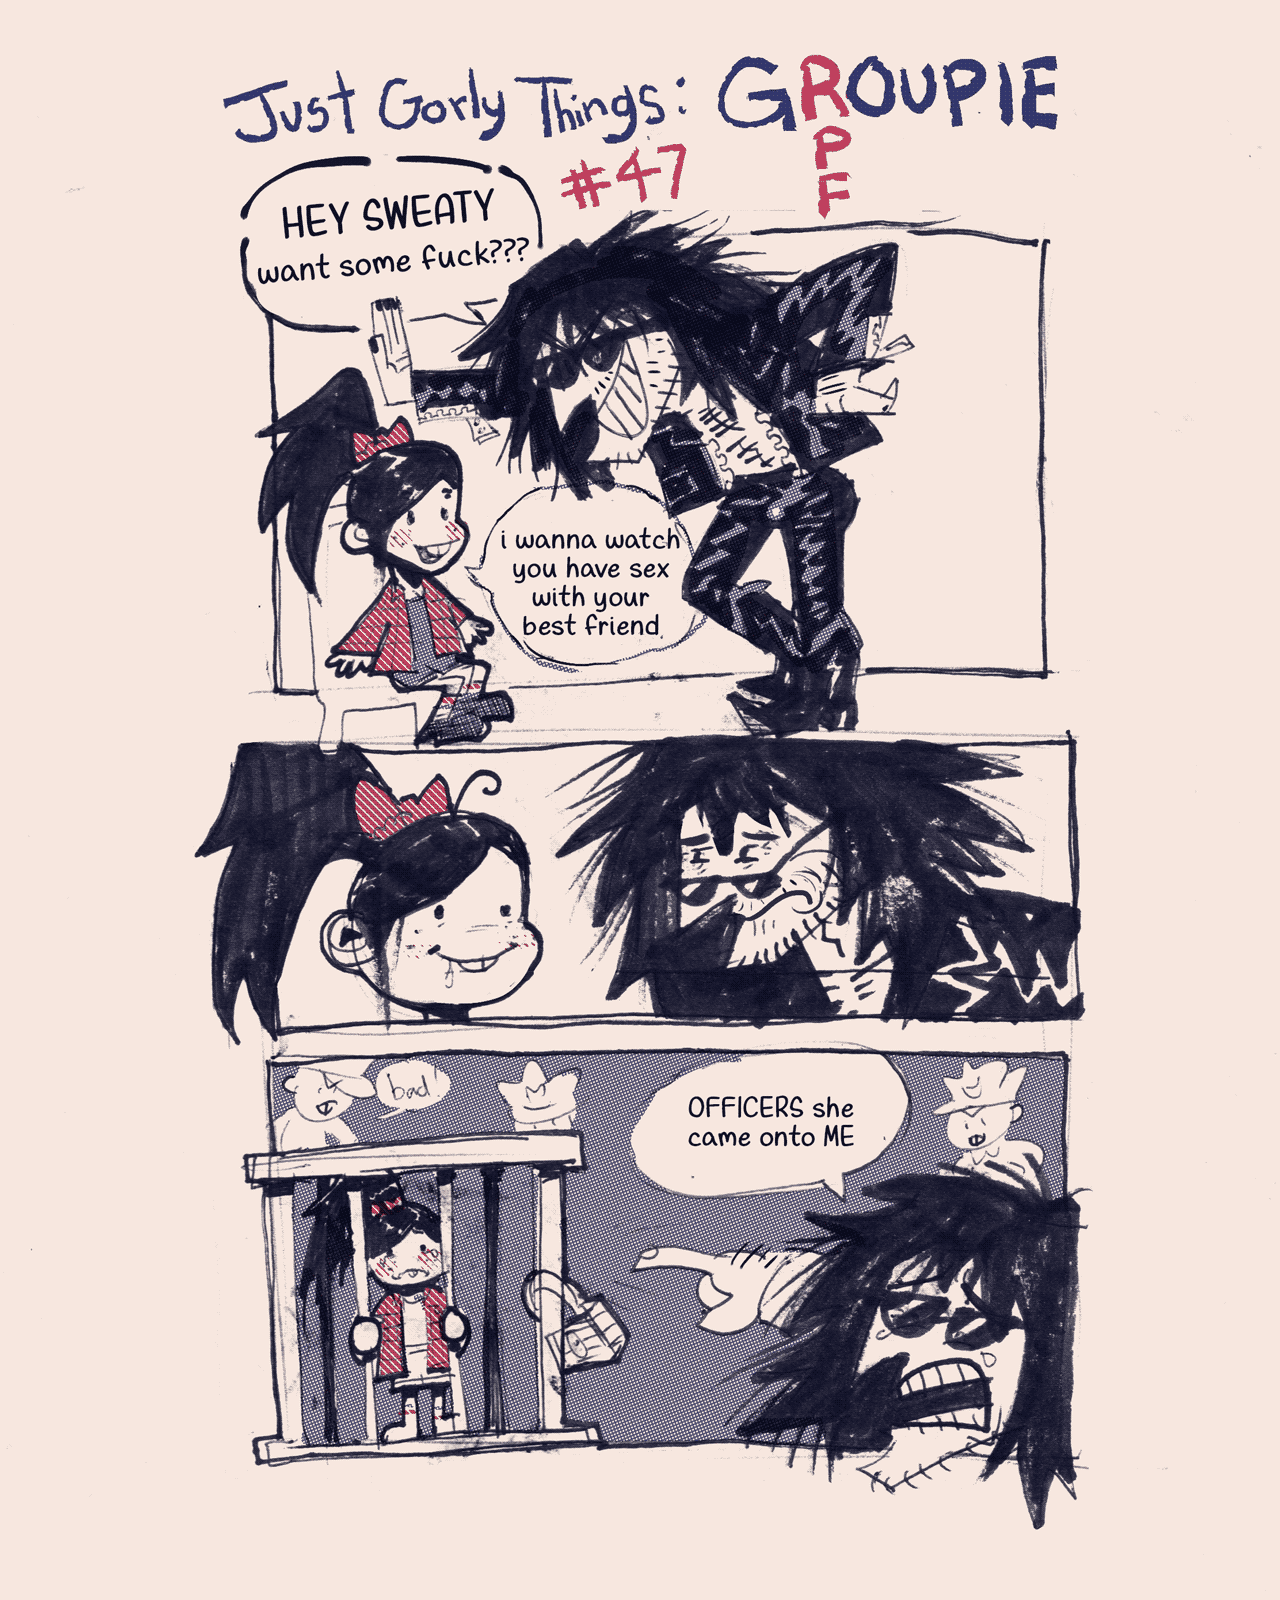 Just Gorly Things: GROUPIE
RPF
#47
HEY SWEATY
want some fuck???
i wanna watch
you have sex
with your
best friend.
bad!
OFFICERS she
came onto ME